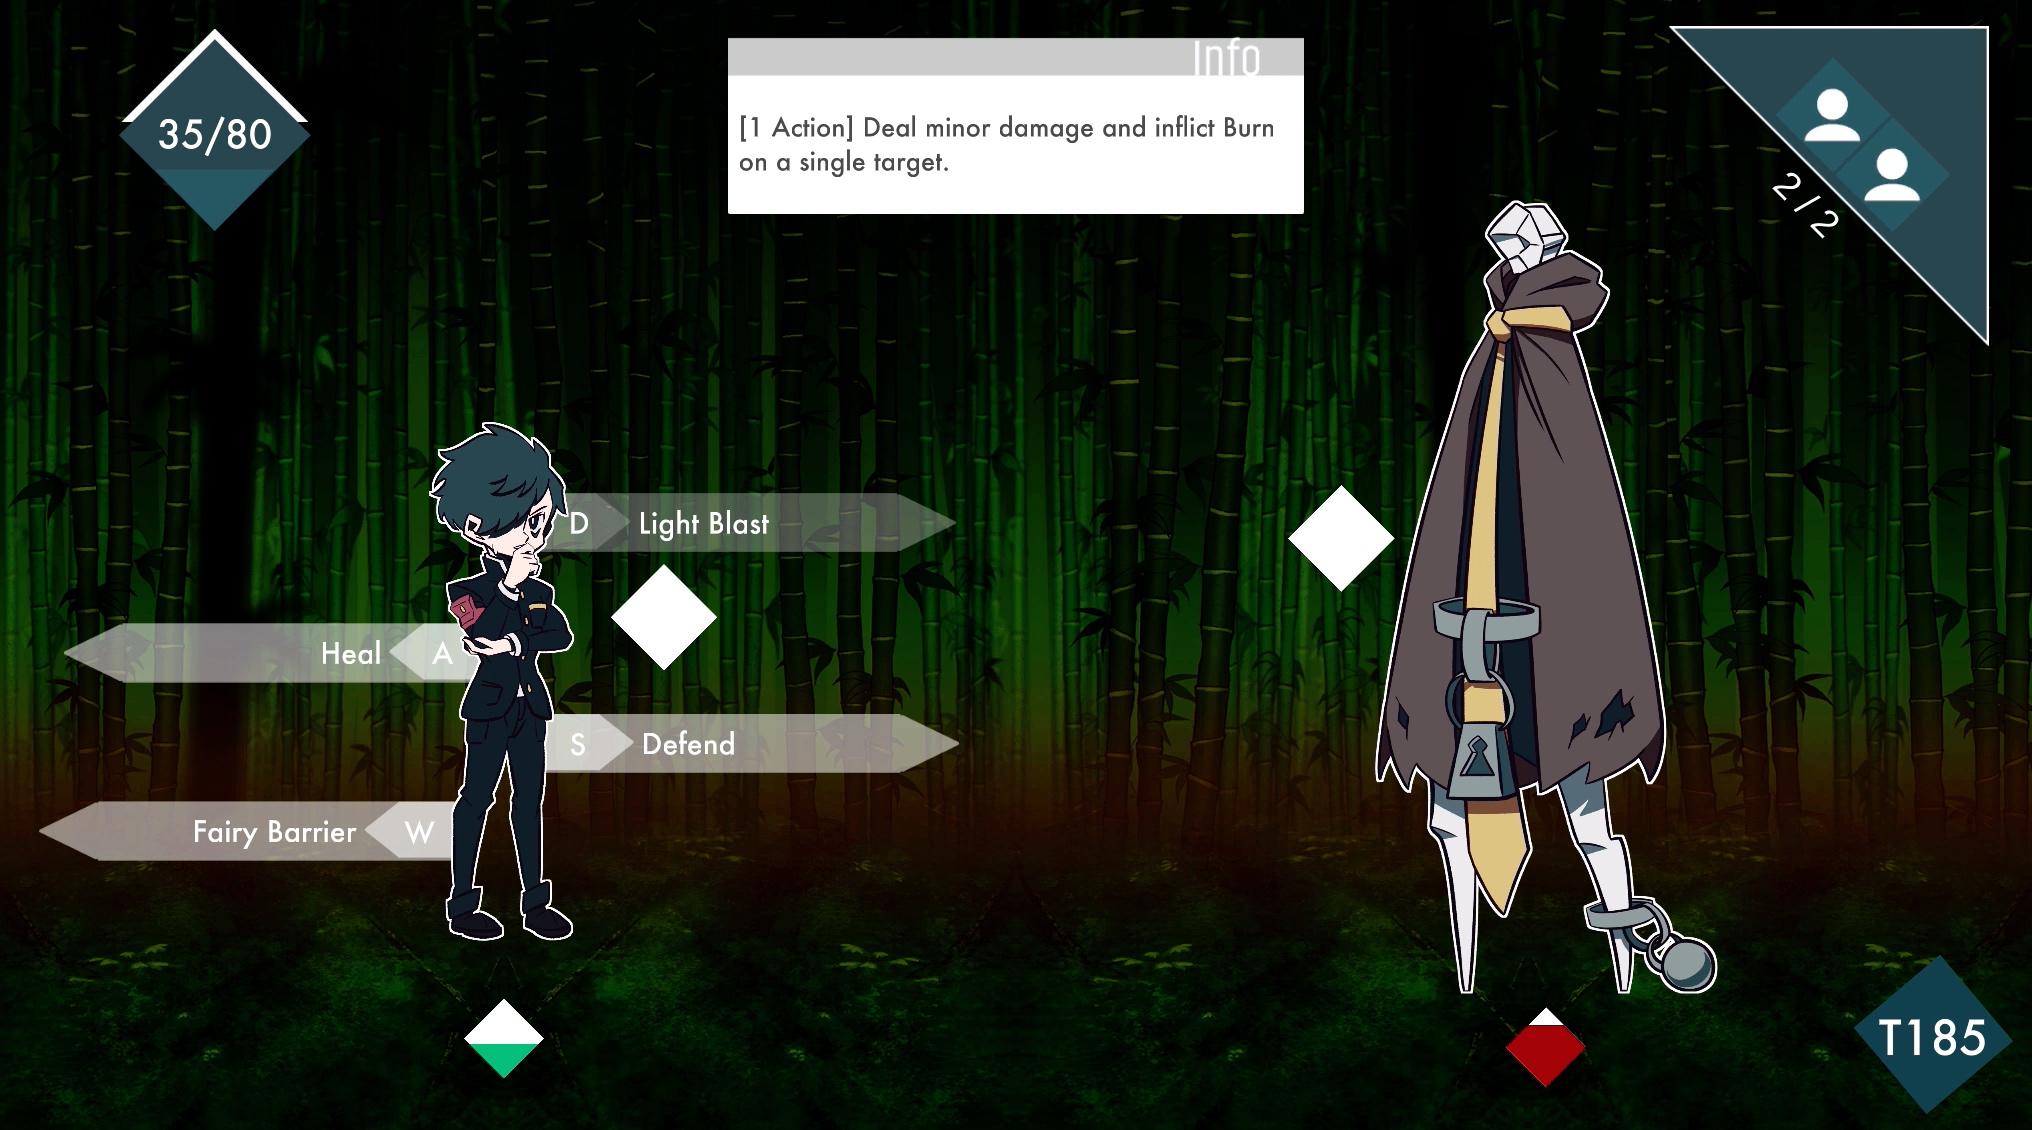 35/80
Info
[1 Action] Deal minor damage and inflict Burn
on a single target.
2/2
D Light Blast
Heal A
S Defend
Fairy Barrier W
T185